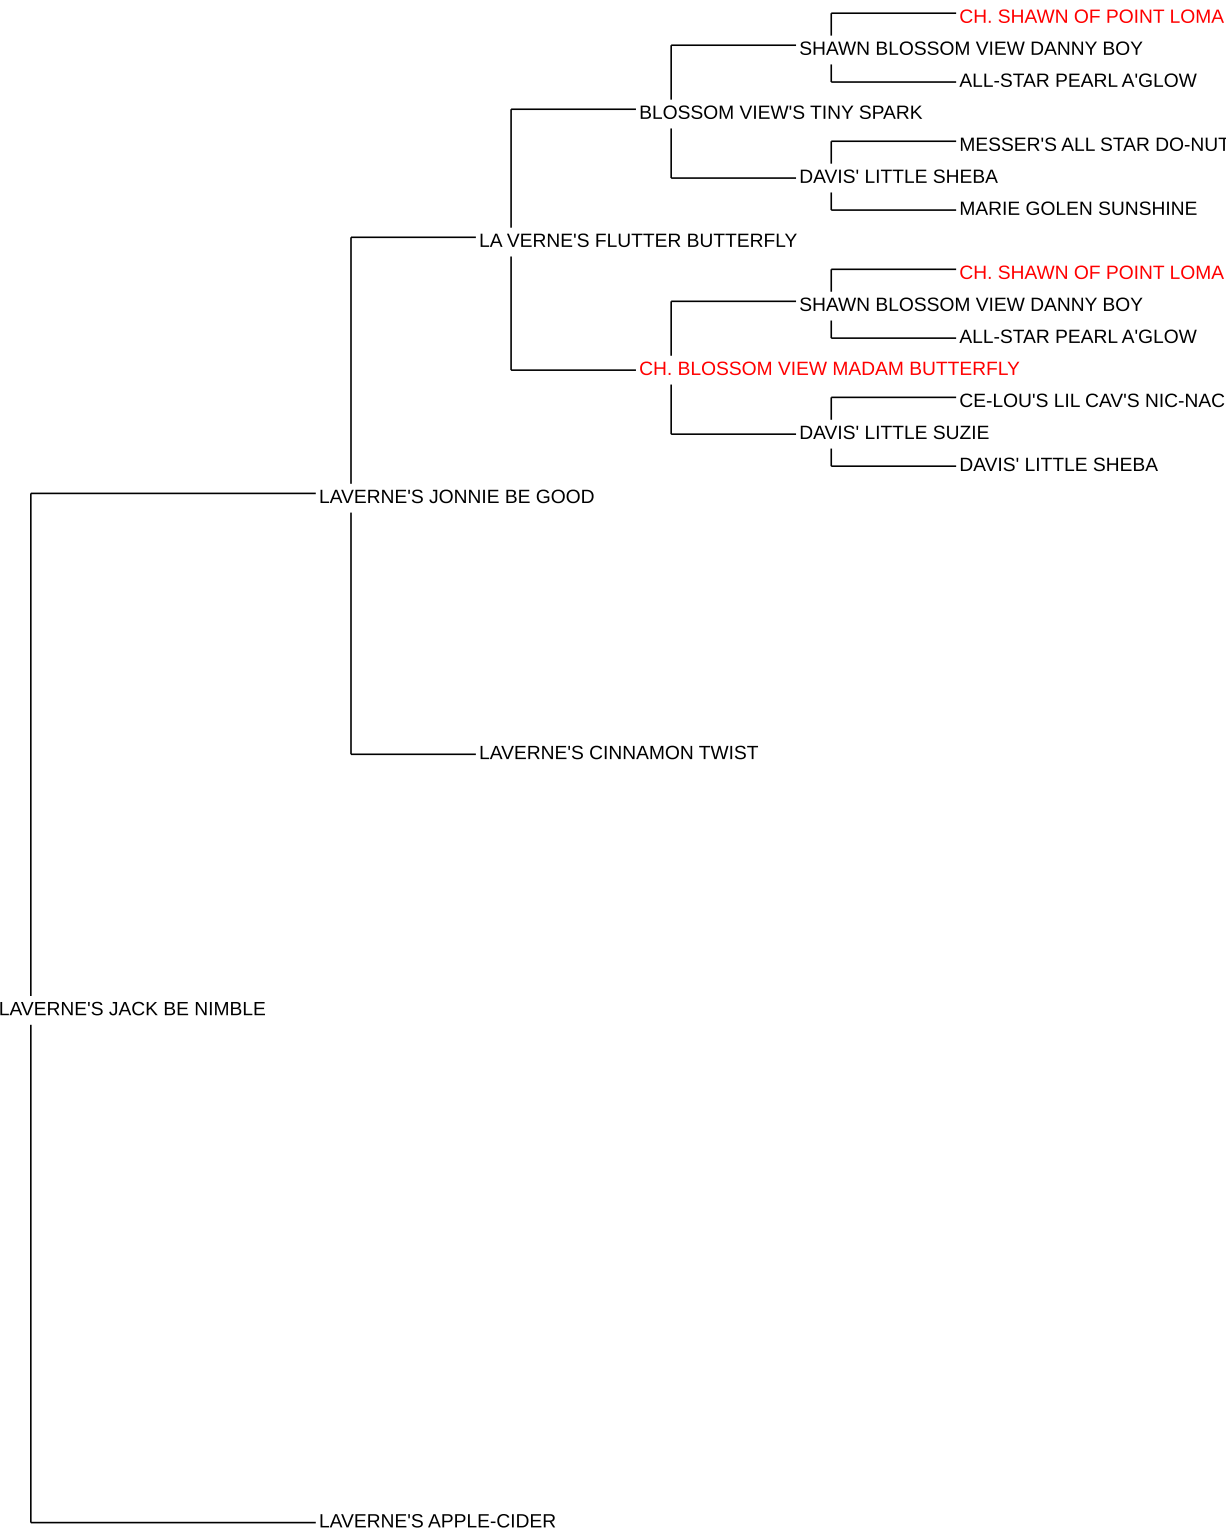 CH. SHAWN OF POINT LOMA
SHAWN BLOSSOM VIEW DANNY BOY
ALL-STAR PEARL A'GLOW
BLOSSOM VIEW'S TINY SPARK
MESSER'S ALL STAR DO-NUT
DAVIS' LITTLE SHEBA
MARIE GOLEN SUNSHINE
LA VERNE'S FLUTTER BUTTERFLY
CH. SHAWN OF POINT LOMA
SHAWN BLOSSOM VIEW DANNY BOY
ALL-STAR PEARL A'GLOW
CH. BLOSSOM VIEW MADAM BUTTERFLY
CE-LOU'S LIL CAV'S NIC-NAC
DAVIS' LITTLE SUZIE
DAVIS' LITTLE SHEBA
LAVERNE'S JONNIE BE GOOD
LAVERNE'S CINNAMON TWIST
LAVERNE'S JACK BE NIMBLE
LAVERNE'S APPLE-CIDER